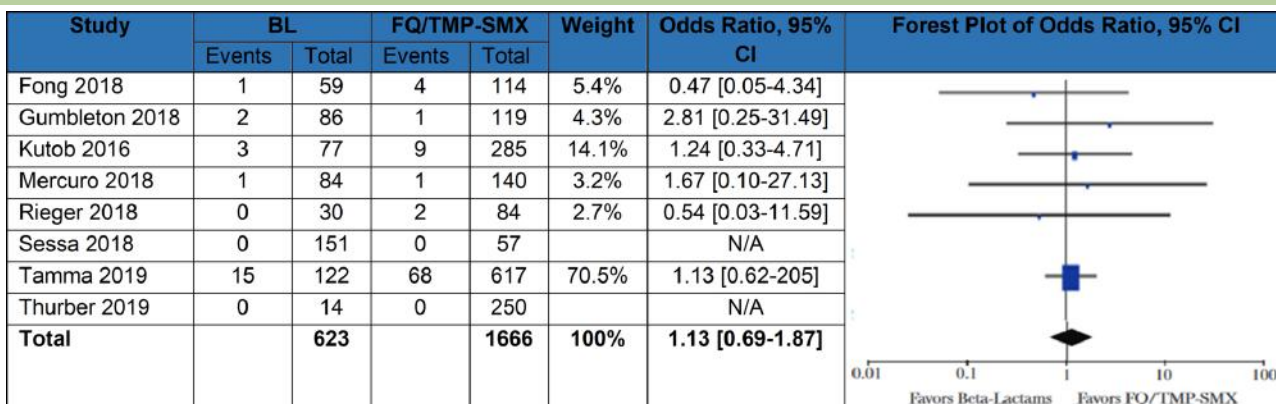 Study BL FQ/TMP-SMX Weight Odds Ratio, 95% CI Forest Plot of Odds Ratio, 95% CI
Events Total Events Total
Fong 2018 1 59 4 114 5.4% 0.47 [0.05-4.34]
Gumbleton 2018 2 86 1 119 4.3% 2.81 [0.25-31.49]
Kutob 2016 3 77 9 285 14.1% 1.24 [0.33-4.71]
Mercuro 2018 1 84 1 140 3.2% 1.67 [0.10-27.13]
Rieger 2018 0 30 2 84 2.7% 0.54 [0.03-11.59]
Sessa 2018 0 151 0 57 N/A
Tamma 2019 15 122 68 617 70.5% 1.13 [0.62-205]
Thurber 2019 0 14 0 250 N/A
Total 623 1666 100% 1.13 [0.69-1.87]
0.01 0.1 1 10 100
Favors Beta-Lactams Favors FQ/TMP-SMX